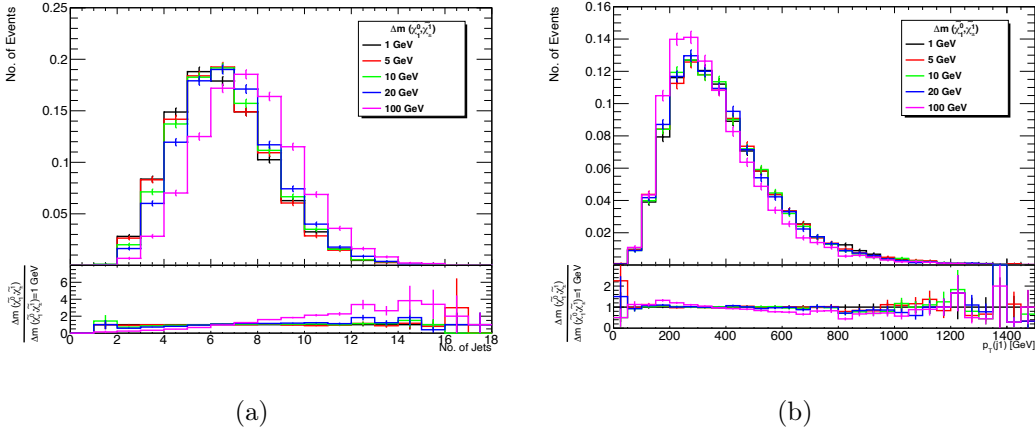 No. of Events
0.25
0.2
0.15
0.1
0.05
Δm (χ̃⁰₁,χ̃±₁)
1 GeV
5 GeV
10 GeV
20 GeV
100 GeV
6
4
2
0
0 2 4 6 8 10 12 14 16 18
No. of Jets
(a)
No. of Events
0.16
0.14
0.12
0.1
0.08
0.06
0.04
0.02
1 GeV
5 GeV
10 GeV
20 GeV
100 GeV
2
1
0
0 200 400 600 800 1000 1200 1400
p_T(j1) [GeV]
(b)